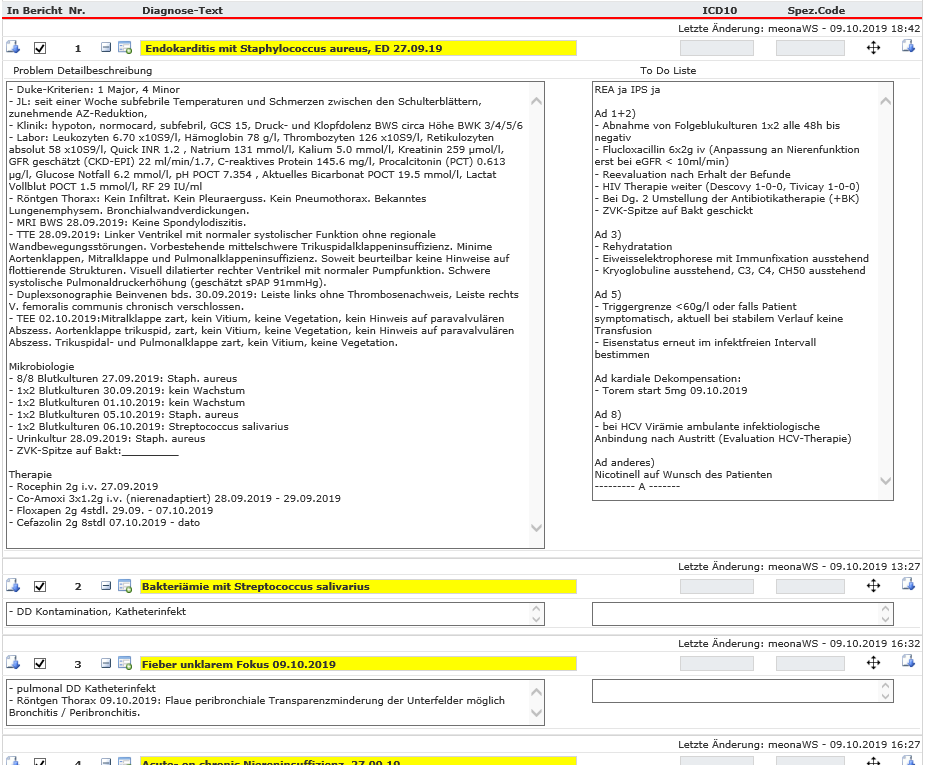 In Bericht Nr. Diagnose-Text ICD10 Spez.Code
Letzte Änderung: meonaWS - 09.10.2019 18:42
1 Endokarditis mit Staphylococcus aureus, ED 27.09.19
Problem Detailbeschreibung
To Do Liste
- Duke-Kriterien: 1 Major, 4 Minor
- JL: seit einer Woche subfebrile Temperaturen und Schmerzen zwischen den Schulterblättern,
zunehmende AZ-Reduktion,
- Klinik: hypoton, normocard, subfebril, GCS 15, Druck- und Klopfdolenz BWS circa Höhe BWK 3/4/5/6
- Labor: Leukozyten 6.70 x10S9/l, Hämoglobin 78 g/l, Thrombozyten 126 x10S9/l, Retikulozyten
absolut 58 x10S9/l, Quick INR 1.2 , Natrium 131 mmol/l, Kalium 5.0 mmol/l, Kreatinin 259 µmol/l,
GFR geschätzt (CKD-EPI) 22 ml/min/1.7, C-reaktives Protein 145.6 mg/l, Procalcitonin (PCT) 0.613
µg/l, Glucose Notfall 6.2 mmol/l, pH POCT 7.354 , Aktuelles Bicarbonat POCT 19.5 mmol/l, Lactat
Vollblut POCT 1.5 mmol/l, RF 29 IU/ml
- Röntgen Thorax: Kein Infiltrat. Kein Pleuraerguss. Kein Pneumothorax. Bekanntes
Lungenemphysem. Bronchialwandverdickungen.
- MRI BWS 28.09.2019: Keine Spondylodiszitis.
- TTE 28.09.2019: Linker Ventrikel mit normaler systolischer Funktion ohne regionale
Wandbewegungsstörungen. Vorbestehende mittelschwere Trikuspidalklappeninsuffizienz. Minime
Aortenklappen, Mitralklappe und Pulmonalklappeninsuffizienz. Soweit beurteilbar keine Hinweise auf
flottierende Strukturen. Visuell dilatierter rechter Ventrikel mit normaler Pumpfunktion. Schwere
systolische Pulmonaldruckerhöhung (geschätzt sPAP 91mmHg).
- Duplexsonographie Beinvenen bds. 30.09.2019: Leiste links ohne Thrombosenachweis, Leiste rechts
V. femoralis communis chronisch verschlossen.
- TEE 02.10.2019:Mitralklappe zart, kein Vitium, keine Vegetation, kein Hinweis auf paravalvulären
Abszess. Aortenklappe trikuspid, zart, kein Vitium, keine Vegetation, kein Hinweis auf paravalvulären
Abszess. Trikuspidal- und Pulmonalklappe zart, kein Vitium, keine Vegetation.
Mikrobiologie
- 8/8 Blutkulturen 27.09.2019: Staph. aureus
- 1x2 Blutkulturen 30.09.2019: kein Wachstum
- 1x2 Blutkulturen 01.10.2019: kein Wachstum
- 1x2 Blutkulturen 05.10.2019: Staph. aureus
- 1x2 Blutkulturen 06.10.2019: Streptococcus salivarius
- Urinkultur 28.09.2019: Staph. aureus
- ZVK-Spitze auf Bakt:__________
Therapie
- Rocephin 2g i.v. 27.09.2019
- Co-Amoxi 3x1.2g i.v. (nierenadaptiert) 28.09.2019 - 29.09.2019
- Floxapen 2g 4stdl. 29.09. - 07.10.2019
- Cefazolin 2g 8stdl 07.10.2019 - dato
REA ja IPS ja
Ad 1+2)
- Abnahme von Folgeblukulturen 1x2 alle 48h bis
negativ
- Flucloxacillin 6x2g iv (Anpassung an Nierenfunktion
erst bei eGFR < 10ml/min)
- Reevaluation nach Erhalt der Befunde
- HIV Therapie weiter (Descovy 1-0-0, Tivicay 1-0-0)
- Bei Dg. 2 Umstellung der Antibiotikatherapie (+BK)
- ZVK-Spitze auf Bakt geschickt
Ad 3)
- Rehydratation
- Eiweisselektrophorese mit Immunfixation ausstehend
- Kryoglobuline ausstehend, C3, C4, CH50 ausstehend
Ad 5)
- Triggergrenze <60g/l oder falls Patient
symptomatisch, aktuell bei stabilem Verlauf keine
Transfusion
- Eisenstatus erneut im infektfreien Intervall
bestimmen
Ad kardiale Dekompensation:
- Torem start 5mg 09.10.2019
Ad 8)
- bei HCV Virämie ambulante infektiologische
Anbindung nach Austritt (Evaluation HCV-Therapie)
Ad anderes)
Nicotinell auf Wunsch des Patienten
--------- A -------
Letzte Änderung: meonaWS - 09.10.2019 13:27
2 Bakteriämie mit Streptococcus salivarius
- DD Kontamination, Katheterinfekt
Letzte Änderung: meonaWS - 09.10.2019 16:32
3 Fieber unklarem Fokus 09.10.2019
- pulmonal DD Katheterinfekt
- Röntgen Thorax 09.10.2019: Flaue peribronchiale Transparenzminderung der Unterfelder möglich
Bronchitis / Peribronchitis.
Letzte Änderung: meonaWS - 09.10.2019 16:27
4 Acute- on chronic Niereninsuffizienz, 27.09.19